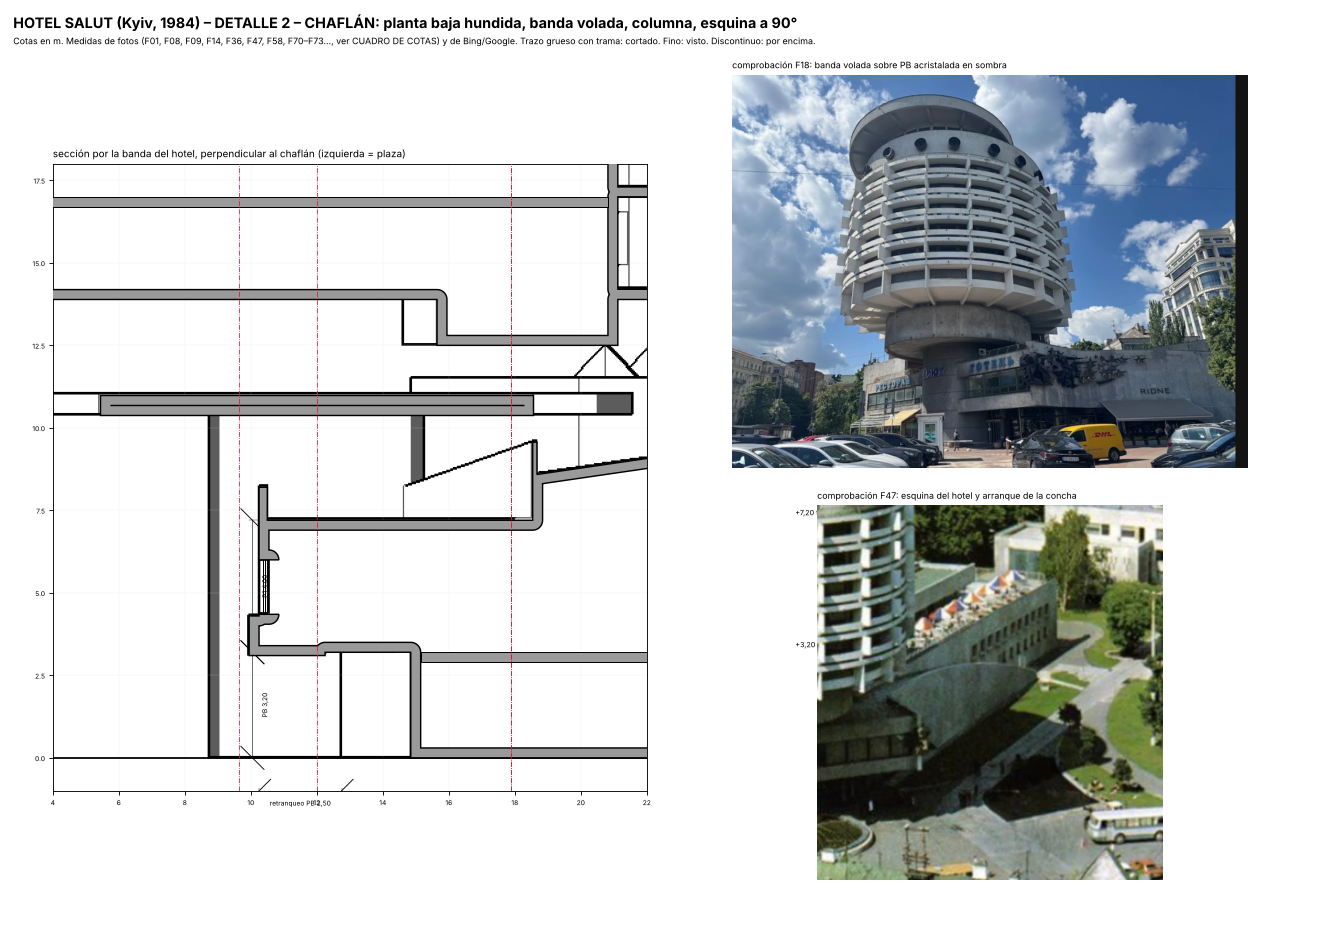 HOTEL SALUT (Kyiv, 1984) – DETALLE 2 – CHAFLÁN: planta baja hundida, banda volada, columna, esquina a 90°
Cotas en m. Medidas de fotos (F01, F08, F09, F14, F36, F47, F58, F70–F73..., ver CUADRO DE COTAS) y de Bing/Google. Trazo grueso con trama: cortado. Fino: visto. Discontinuo: por encima.
comprobación F18: banda volada sobre PB acristalada en sombra
РЕСТОРАН
ГОТЕЛЬ
RIDNE
DHL
sección por la banda del hotel, perpendicular al chaflán (izquierda = plaza)
17.5
15.0
12.5
10.0
7.5
5.0
2.5
0.0
PB 3,20
4
6
8
10
12
14
16
18
20
22
retranqueo PB 2,50
comprobación F47: esquina del hotel y arranque de la concha
+7,20
+3,20